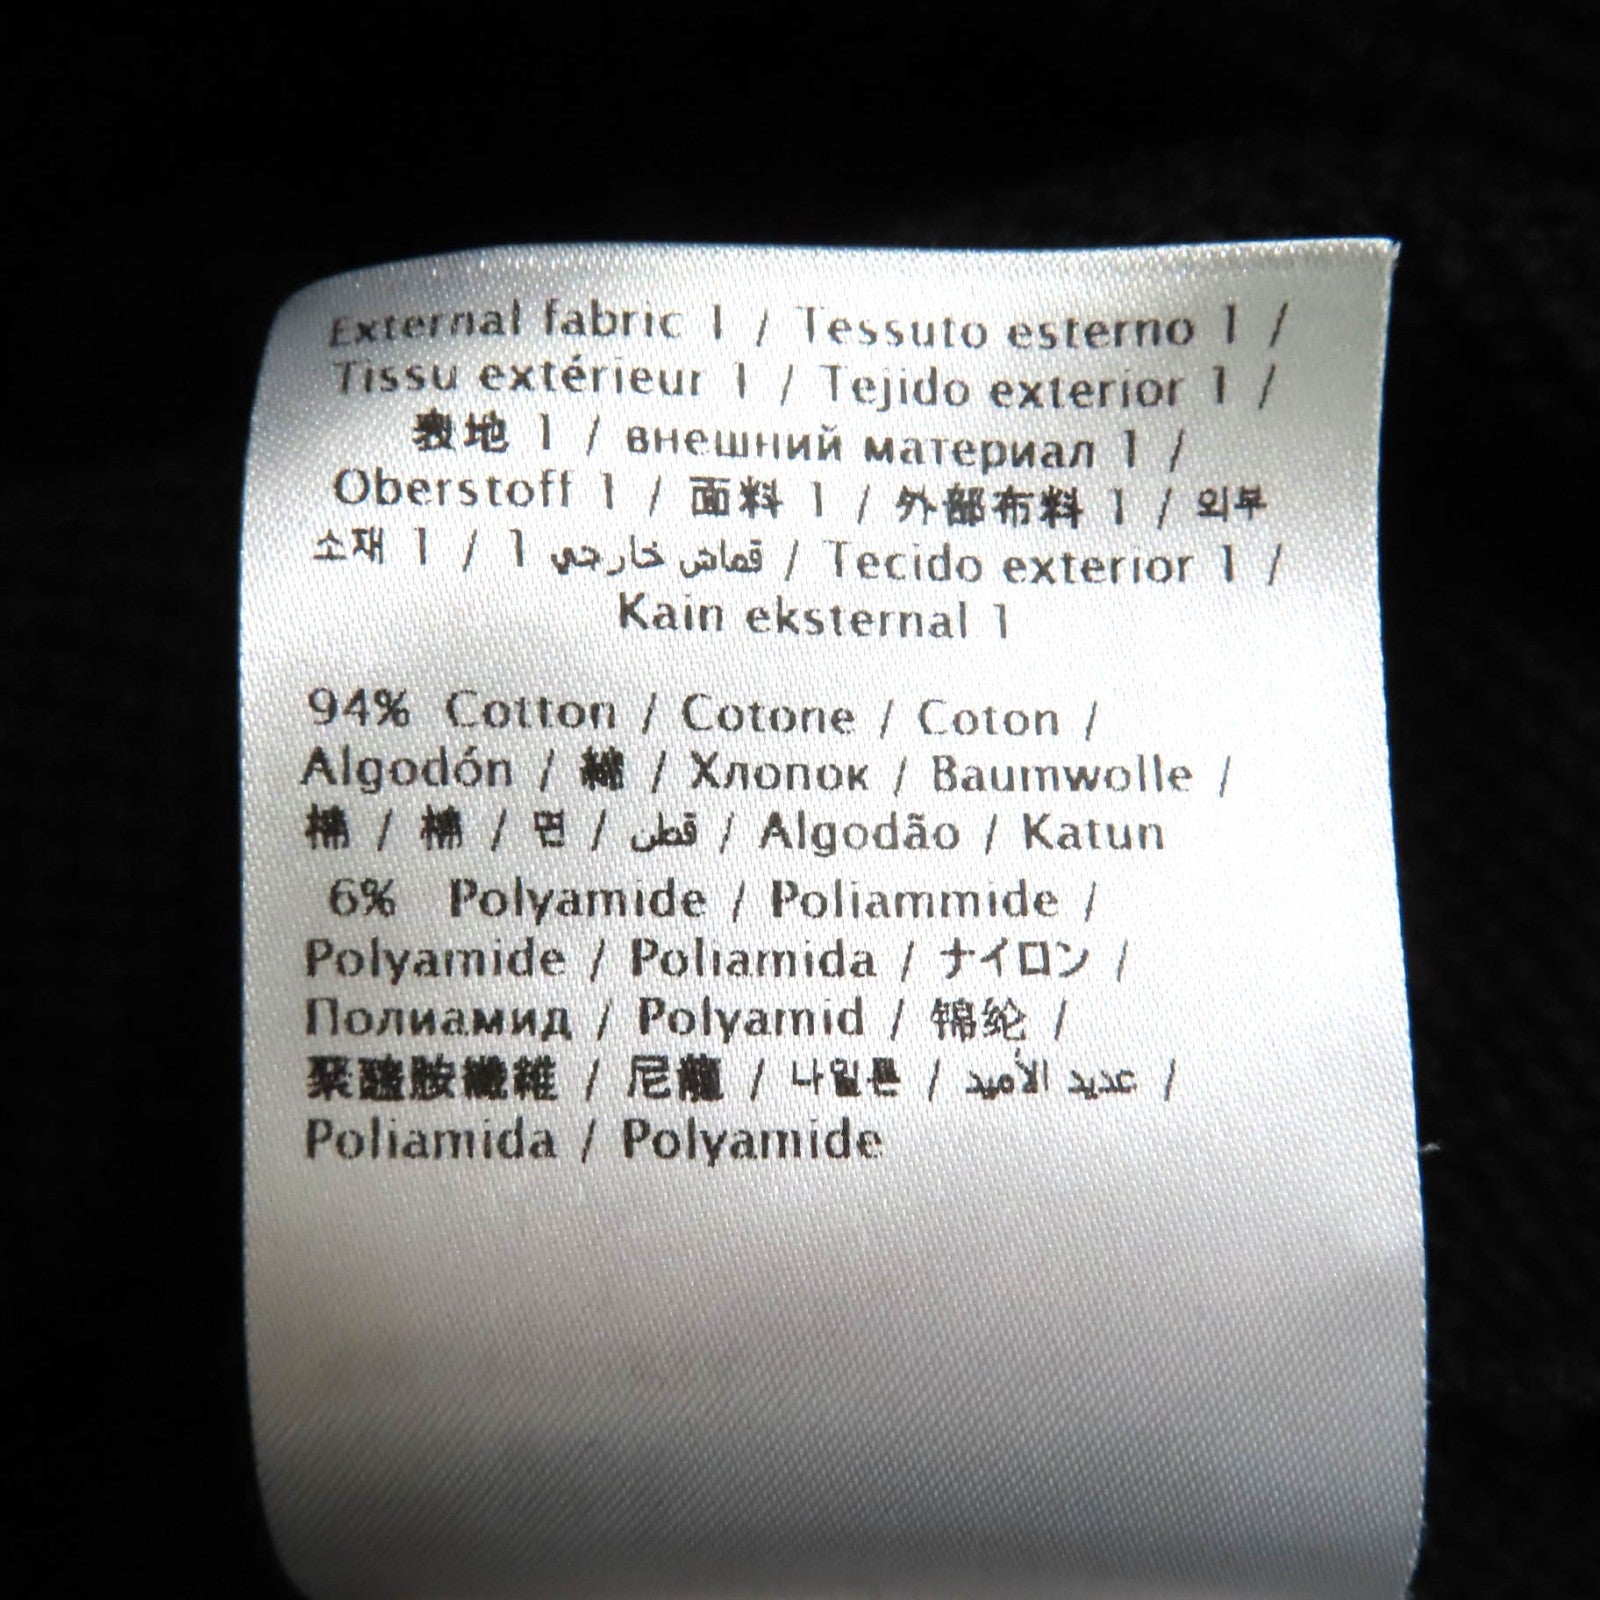 External fabric 1 / Tessuto esterno 1 /
Tissu extérieur 1 / Tejido exterior 1 /
表地 1 / внешний материал 1 /
Oberstoff 1 / 面料 1 / 外部布料 1 / 외부
소재 1 / 1 قماش خارجي / Tecido exterior 1 /
Kain eksternal 1
94% Cotton / Cotone / Coton /
Algodón / 綿 / Хлопок / Baumwolle /
棉 / 棉 / 면 / قطن / Algodão / Katun
6% Polyamide / Poliammide /
Polyamide / Poliamida / ナイロン /
Полиамид / Polyamid / 锦纶 /
聚醯胺纖維 / 尼龍 / 나일론 / عديد الأميد /
Poliamida / Polyamide